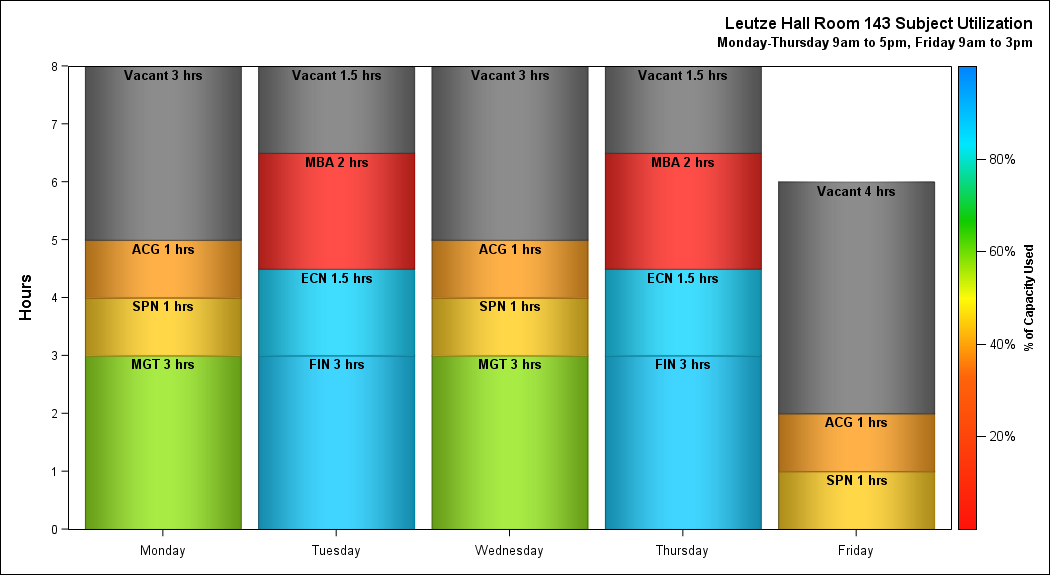 Leutze Hall Room 143 Subject Utilization
Monday-Thursday 9am to 5pm, Friday 9am to 3pm
8
7
6
5
4
3
2
1
0
Hours
Vacant 3 hrs
ACG 1 hrs
SPN 1 hrs
MGT 3 hrs
Monday
Vacant 1.5 hrs
MBA 2 hrs
ECN 1.5 hrs
FIN 3 hrs
Tuesday
Vacant 3 hrs
ACG 1 hrs
SPN 1 hrs
MGT 3 hrs
Wednesday
Vacant 1.5 hrs
MBA 2 hrs
ECN 1.5 hrs
FIN 3 hrs
Thursday
Vacant 4 hrs
ACG 1 hrs
SPN 1 hrs
Friday
80%
60%
40%
20%
% of Capacity Used